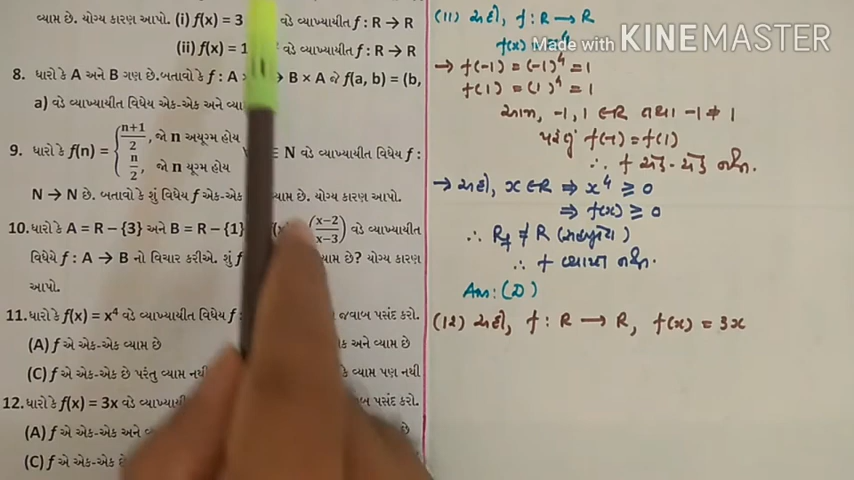 વ્યાપ્ત છે. યોગ્ય કારણ આપો. (i) f(x) = 3 વડે વ્યાખ્યાયીત f : R → R
(ii) f(x) = 1 વડે વ્યાખ્યાયીત f : R → R
8. ધારો કે A અને B ગણ છે.બતાવો કે f : A → B × A જે f(a, b) = (b,
a) વડે વ્યાખ્યાયીત વિધેય એક-એક અને
9. ધારો કે f(n) = { n+1/2 , જો n અયૂગ્મ હોય
n/2 , જો n યૂગ્મ હોય ∈ N વડે વ્યાખ્યાયીત વિધેય f :
N → N છે. બતાવો કે શું વિધેય f એક-એક યોગ્ય કારણ આપો.
10.ધારો કે A = R – {3} અને B = R - {1} (x−2/x−3) વડે વ્યાખ્યાયીત
વિધેયે f : A → B નો વિચાર કરીએ. શું f યોગ્ય કારણ
આપો.
11.ધારો કે f(x) = x⁴ વડે વ્યાખ્યાયીત વિધેય f : જવાબ પસંદ કરો.
(A) f એ એક-એક વ્યાપ્ત છે અને વ્યાપ્ત છે
(C) f એ એક-એક છે પરંતુ વ્યાપ્ત નથી વ્યાપ્ત પણ નથી
12.ધારો કે f(x) = 3x વડે વ્યાખ્યાયીત પસંદ કરો.
(A) f એ એક-એક અને
(C) f એ એક-એક
(11) અહી, f : R → R
f(x) = x⁴
Made with KINEMASTER
→ f(-1) = (-1)⁴ = 1
f(1) = (1)⁴ = 1
આમ, -1, 1 ∈ R તથા -1 ≠ 1
પરંતુ f(-1) = f(1)
∴ f એક-એક નથી.
→ અહી, x ∈ R ⇒ x⁴ ≥ 0
⇒ f(x) ≥ 0
∴ R_f ≠ R (સહપ્રદેશ)
∴ f વ્યાપ્ત નથી.
Ans: (D)
(12) અહી, f : R → R, f(x) = 3x